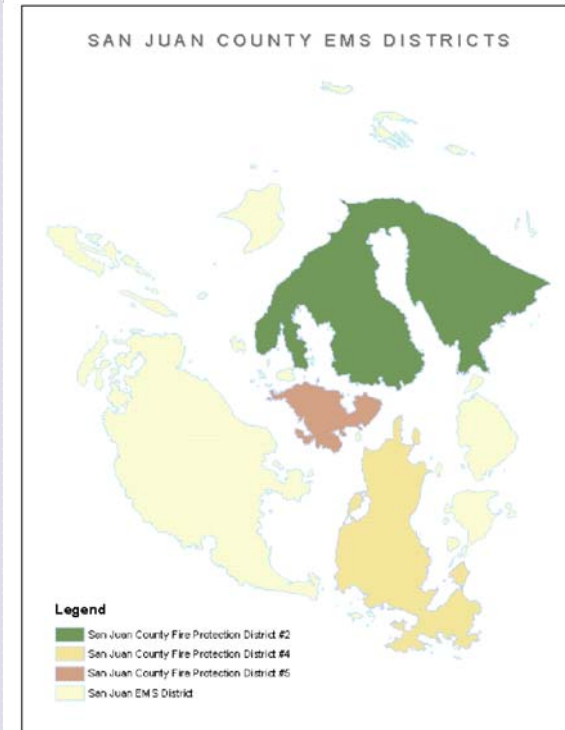 SAN JUAN COUNTY EMS DISTRICTS
Legend
San Juan County Fire Protection District #2
San Juan County Fire Protection District #4
San Juan County Fire Protection District #5
San Juan EMS District